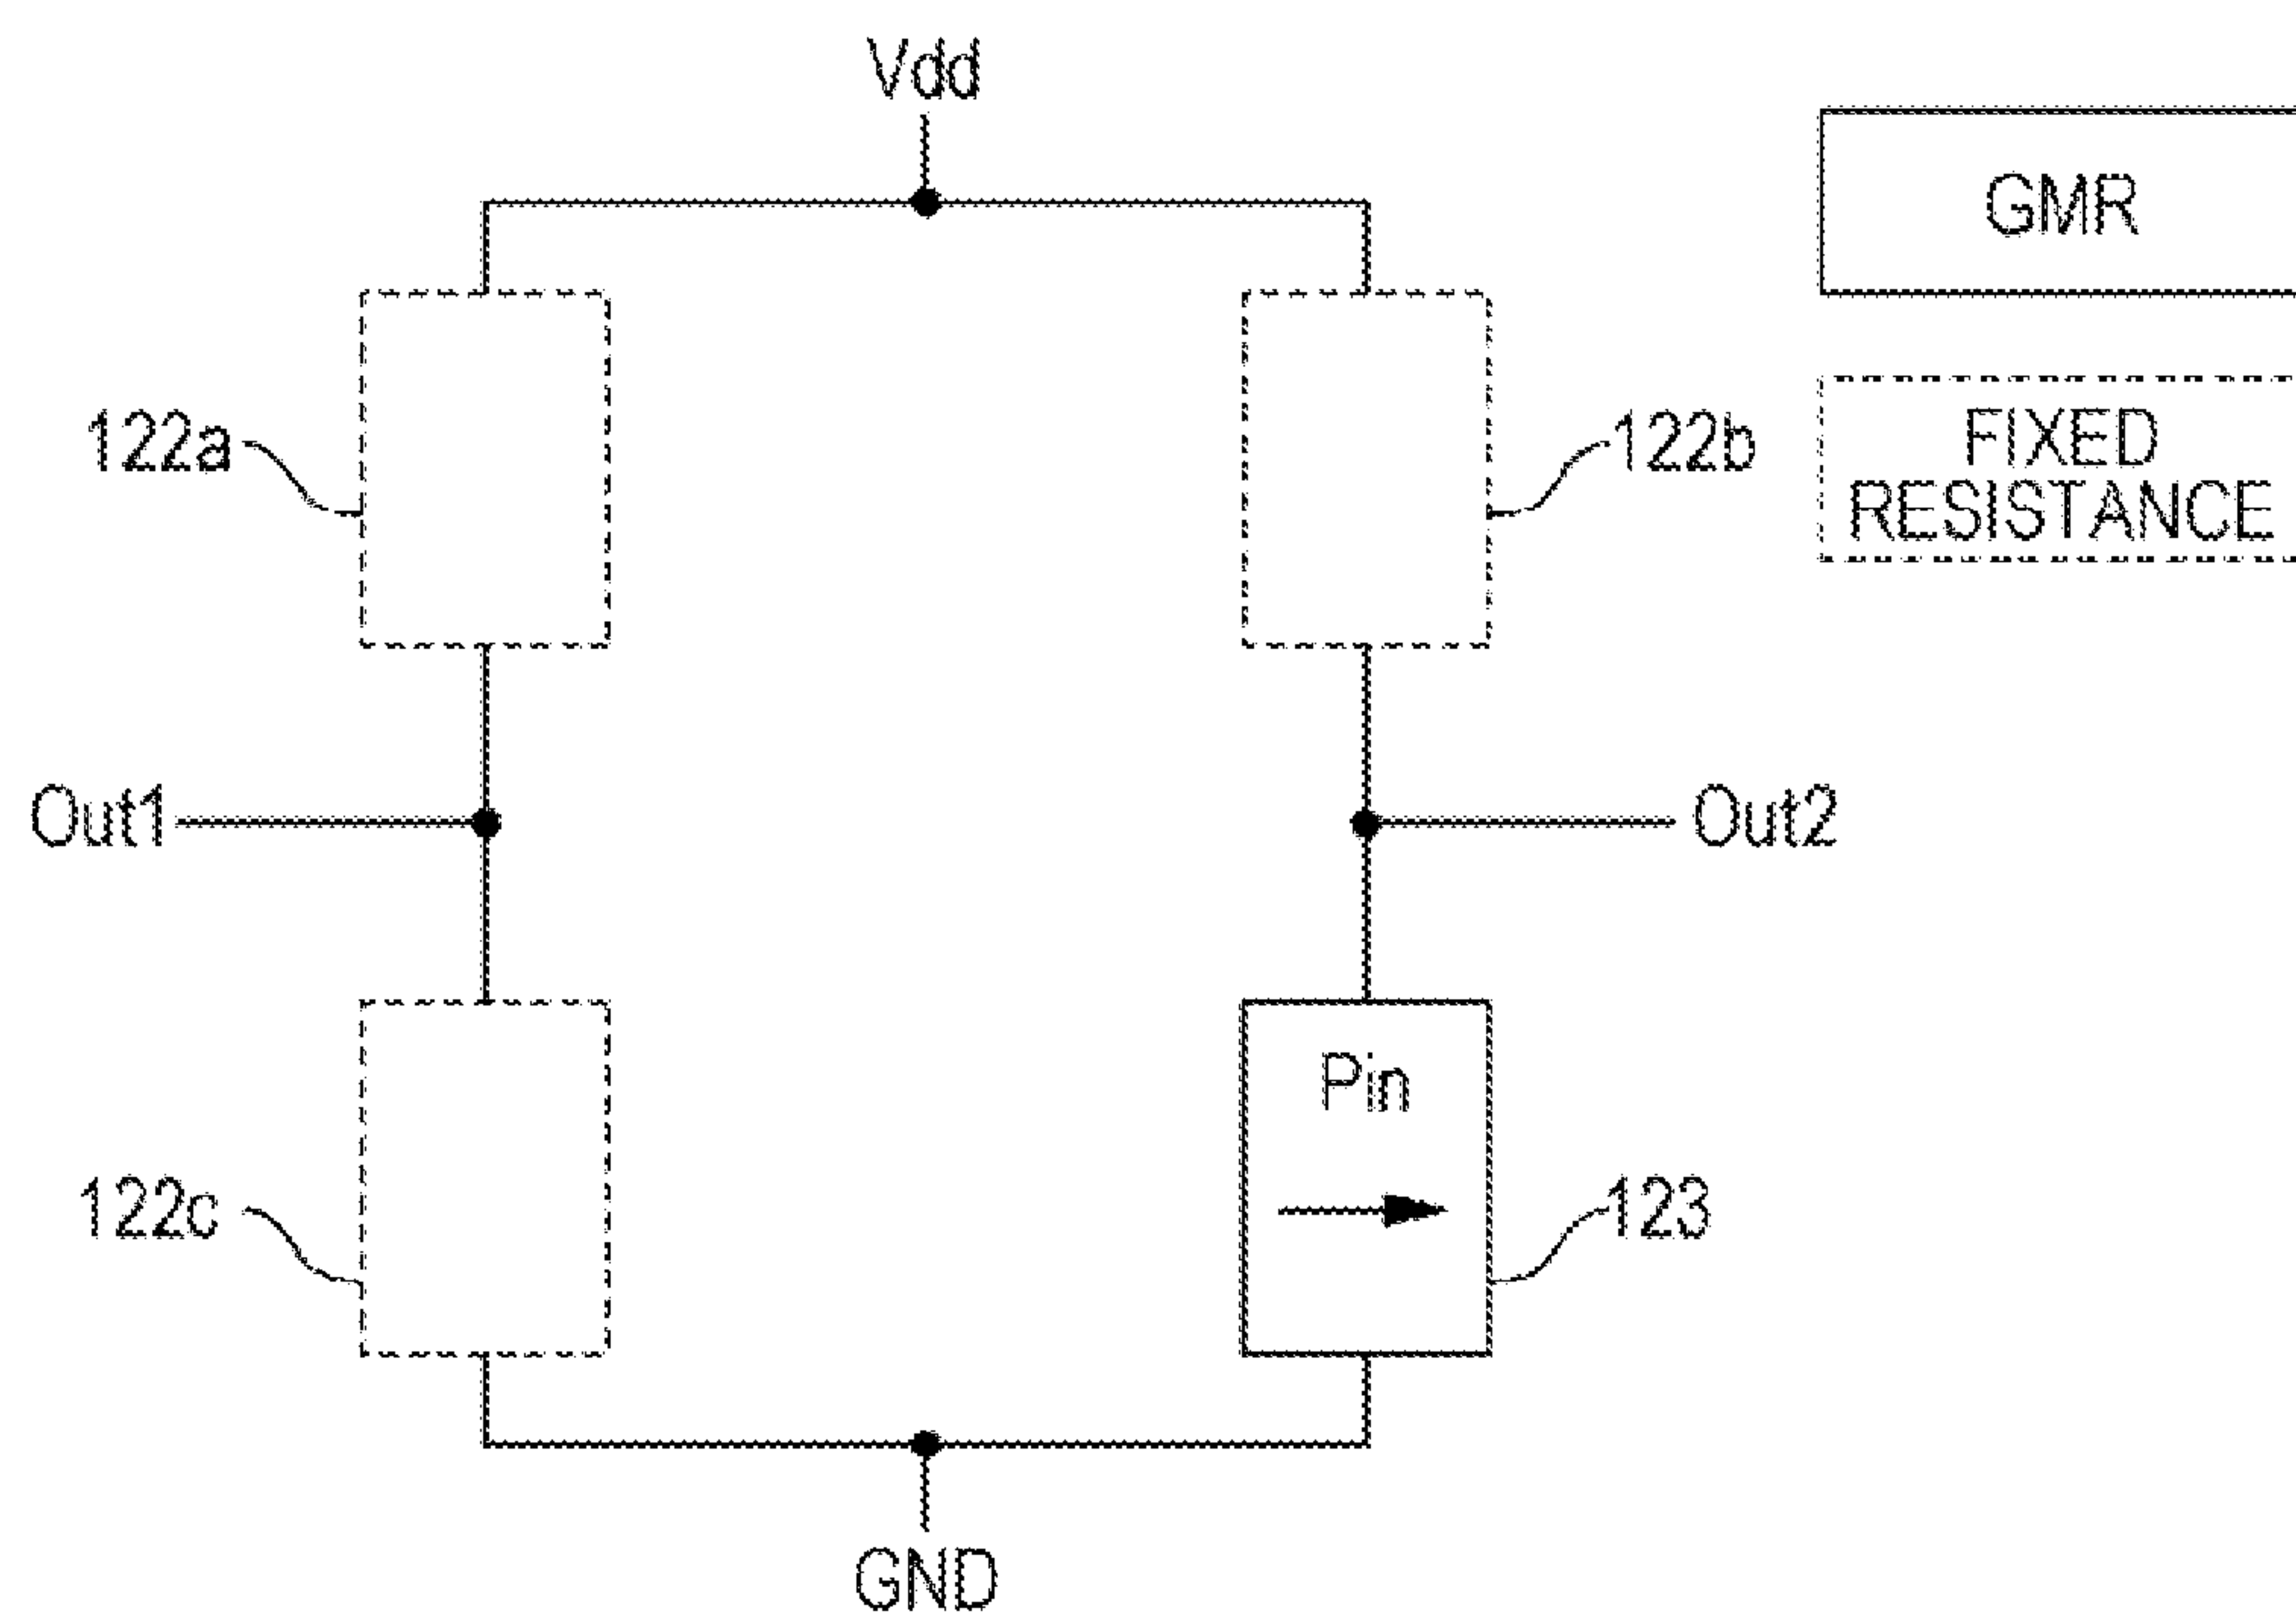 Vdd
GMR
FIXED
RESISTANCE
122a
122b
Out1
Out2
Pin
122c
123
GND